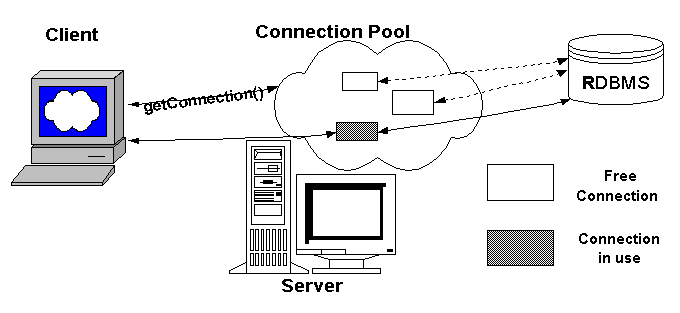 Client
Connection Pool
getConnection()
RDBMS
Free
Connection
Connection
in use
Server